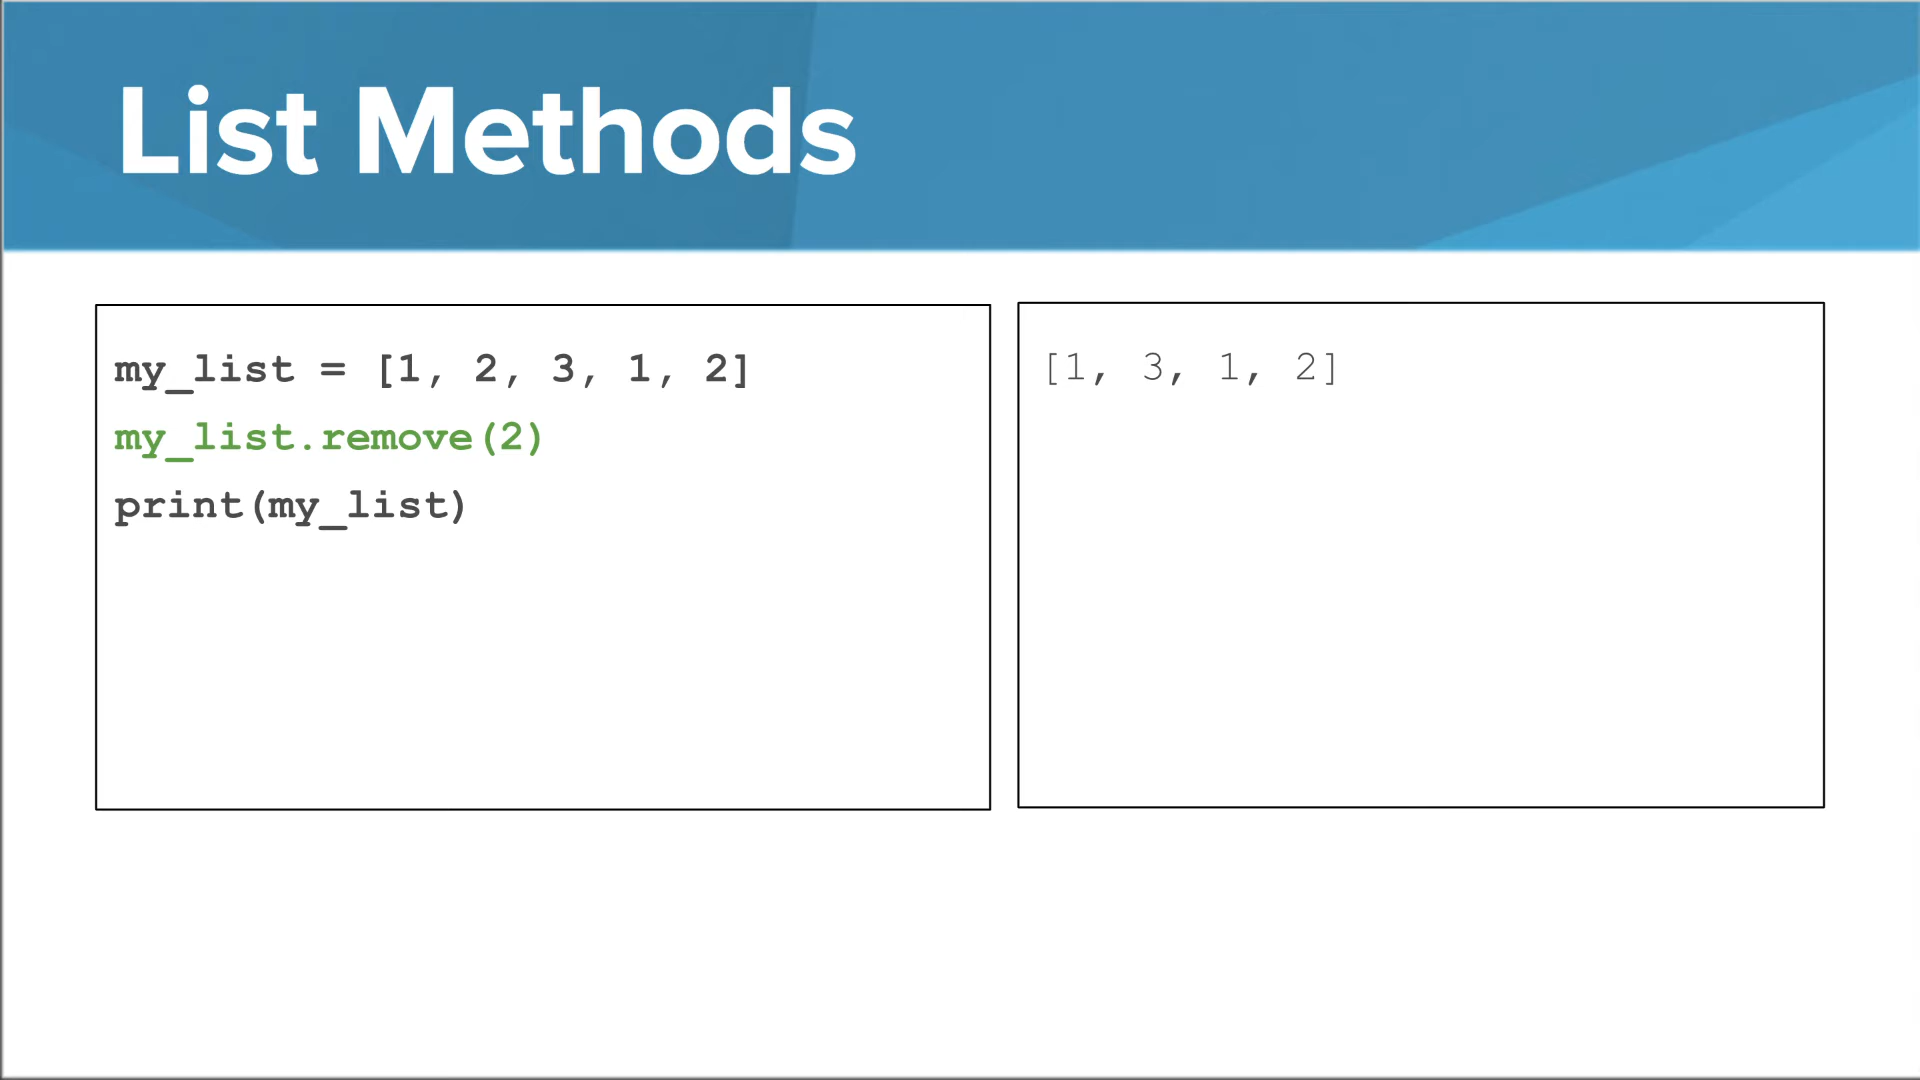 List Methods
my_list = [1, 2, 3, 1, 2]
my_list.remove(2)
print(my_list)
[1, 3, 1, 2]